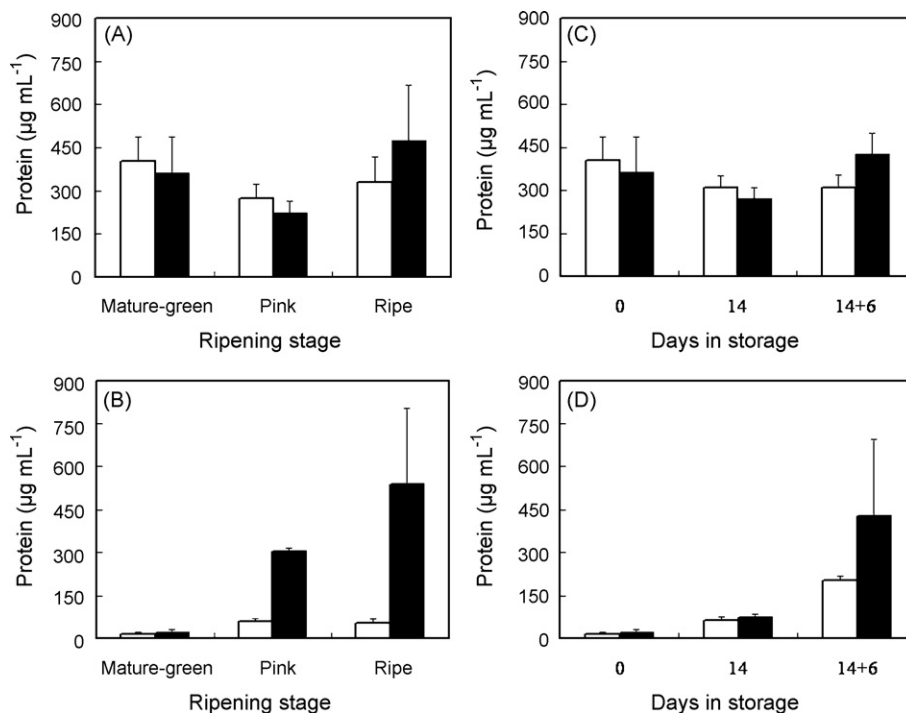 (A)
Protein (µg mL⁻¹)
900
750
600
450
300
150
0
Mature-green Pink Ripe
Ripening stage
(C)
Protein (µg mL⁻¹)
900
750
600
450
300
150
0
0 14 14+6
Days in storage
(B)
Protein (µg mL⁻¹)
900
750
600
450
300
150
0
Mature-green Pink Ripe
Ripening stage
(D)
Protein (µg mL⁻¹)
900
750
600
450
300
150
0
0 14 14+6
Days in storage